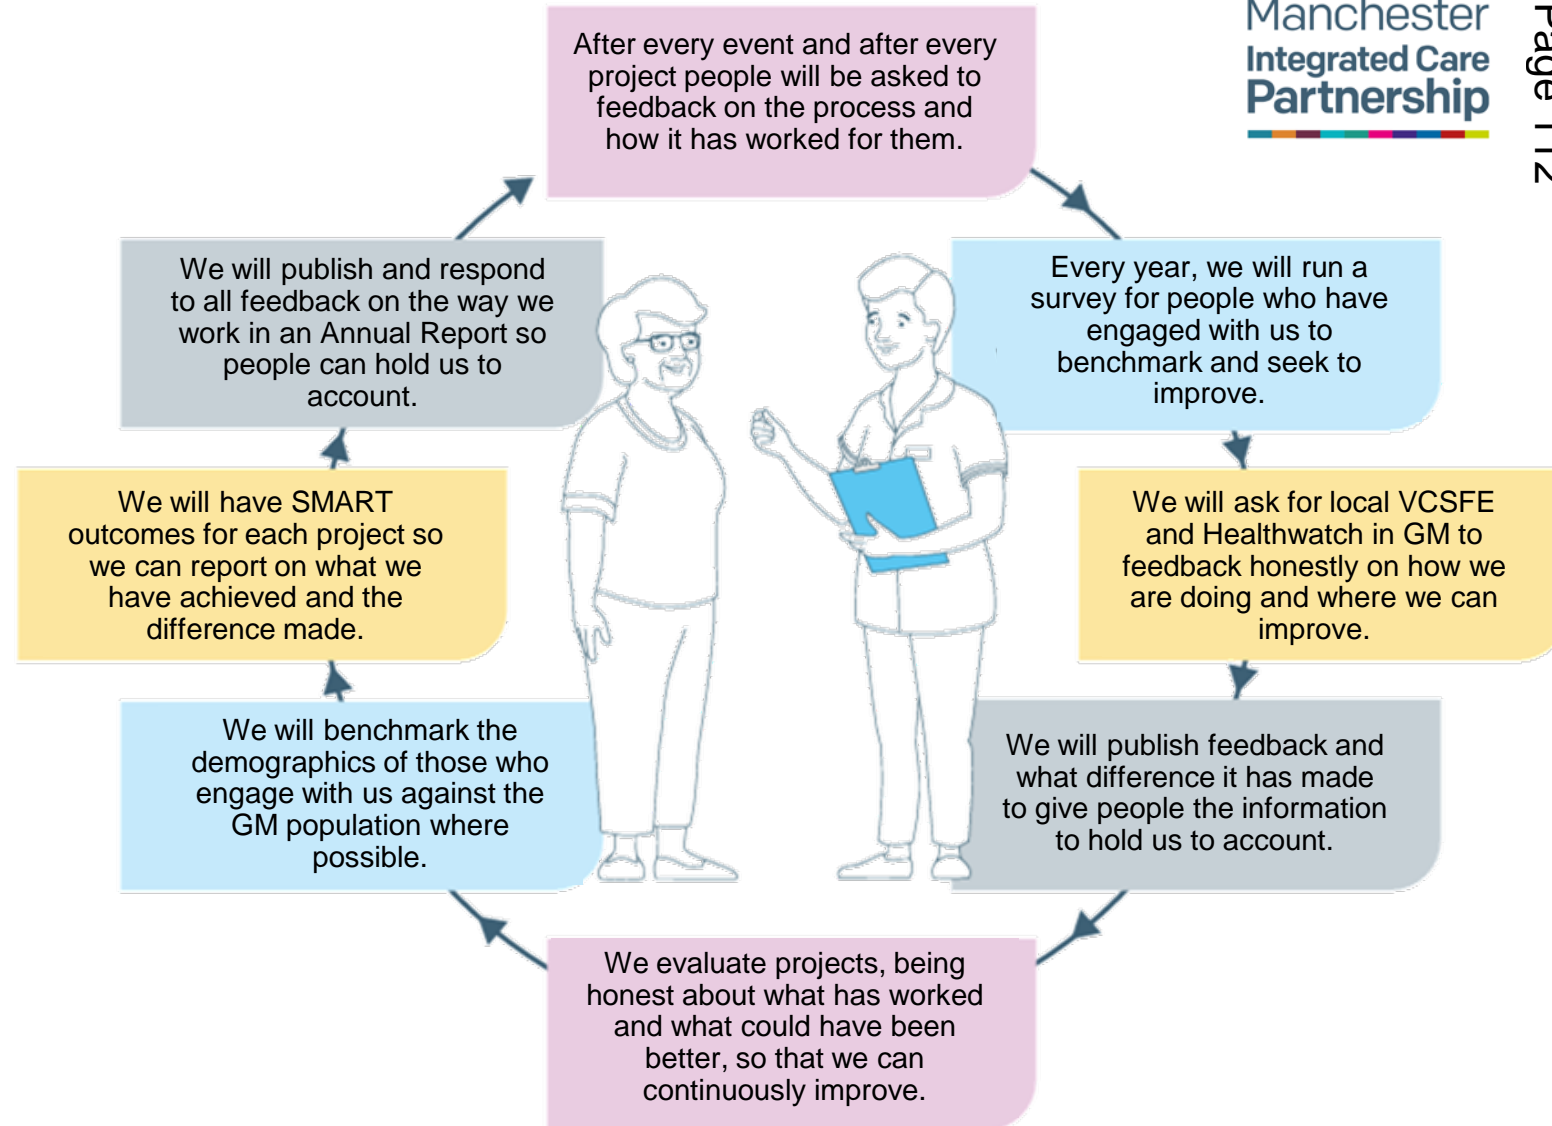 Manchester
Integrated Care
Partnership
Page 112
After every event and after every
project people will be asked to
feedback on the process and
how it has worked for them.
Every year, we will run a
survey for people who have
engaged with us to
benchmark and seek to
improve.
We will ask for local VCSFE
and Healthwatch in GM to
feedback honestly on how we
are doing and where we can
improve.
We will publish feedback and
what difference it has made
to give people the information
to hold us to account.
We evaluate projects, being
honest about what has worked
and what could have been
better, so that we can
continuously improve.
We will benchmark the
demographics of those who
engage with us against the
GM population where
possible.
We will have SMART
outcomes for each project so
we can report on what we
have achieved and the
difference made.
We will publish and respond
to all feedback on the way we
work in an Annual Report so
people can hold us to
account.